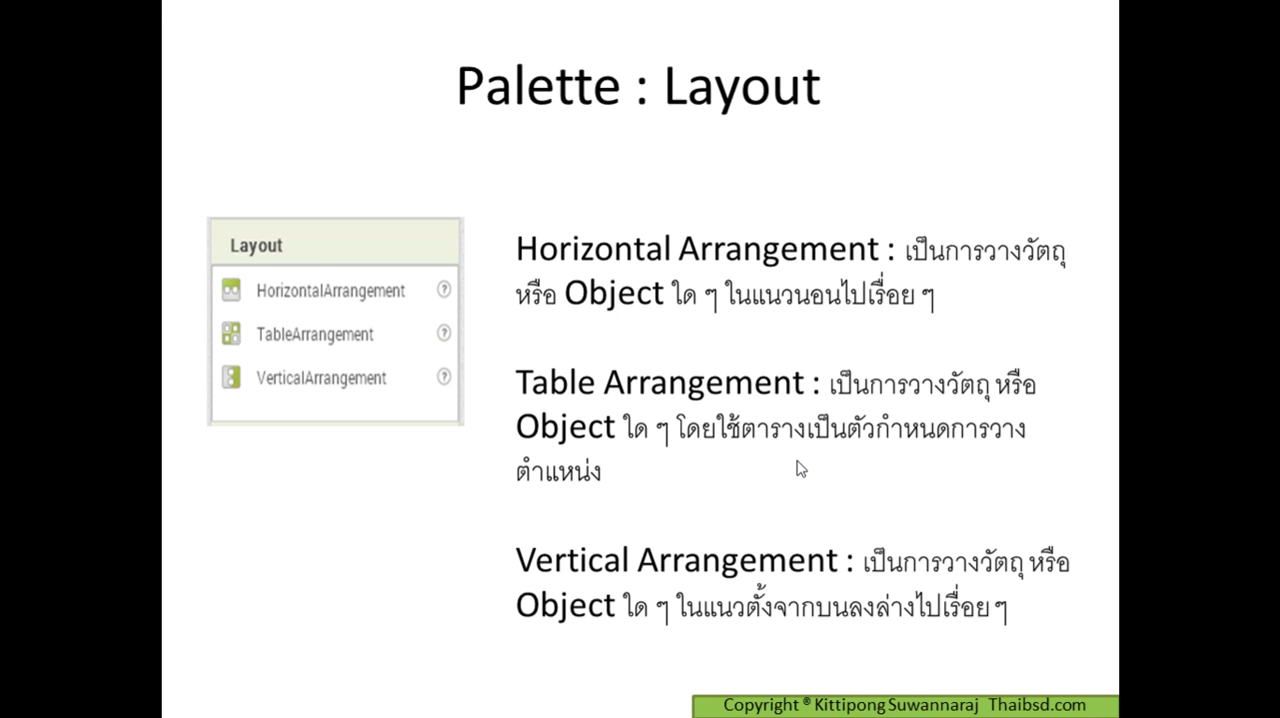 Palette : Layout
Layout
HorizontalArrangement
TableArrangement
VerticalArrangement
Horizontal Arrangement : เป็นการวางวัตถุ
หรือ Object ใด ๆ ในแนวนอนไปเรื่อย ๆ
Table Arrangement : เป็นการวางวัตถุ หรือ
Object ใด ๆ โดยใช้ตารางเป็นตัวกำหนดการวาง
ตำแหน่ง
Vertical Arrangement : เป็นการวางวัตถุ หรือ
Object ใด ๆ ในแนวตั้งจากบนลงล่างไปเรื่อย ๆ
Copyright ® Kittipong Suwannaraj Thaibsd.com